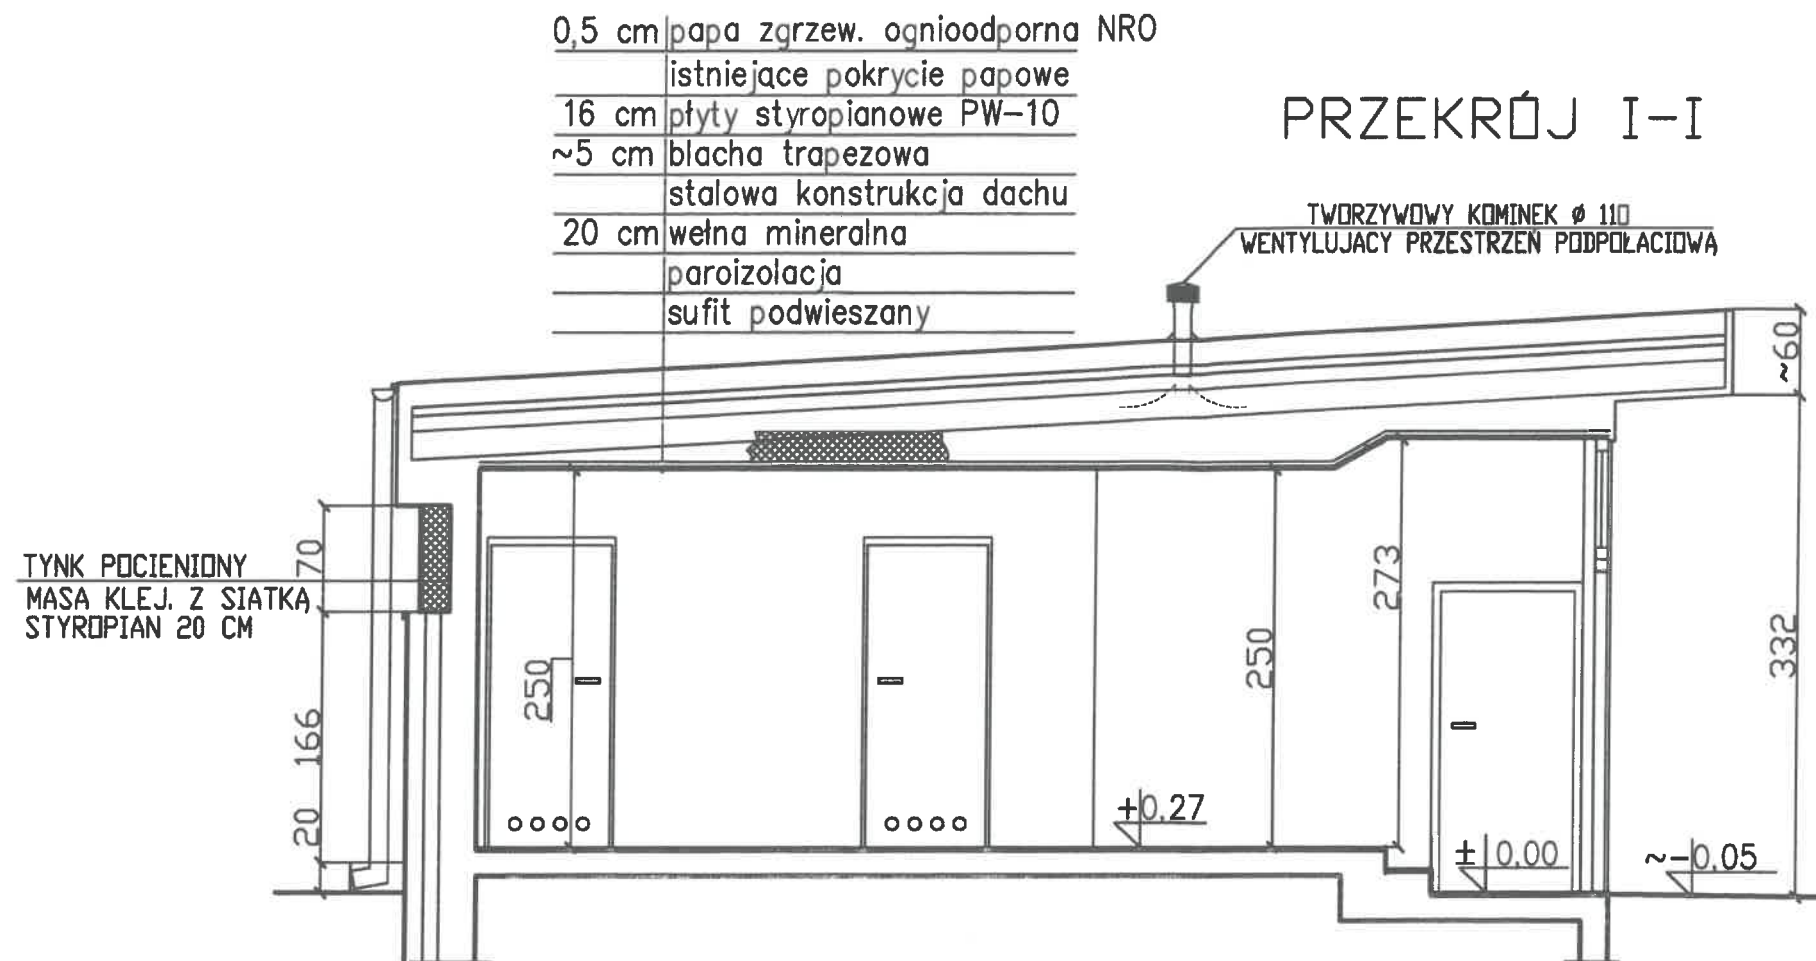 0,5 cm papa zgrzew. ognioodporna NRO
istniejące pokrycie papowe
16 cm płyty styropianowe PW-10
~5 cm blacha trapezowa
stalowa konstrukcja dachu
20 cm wełna mineralna
paroizolacja
sufit podwieszany
PRZEKRÓJ I-I
TWORZYWOWY KOMINEK Ø 110
WENTYLUJACY PRZESTRZEŃ PODPOŁACIOWĄ
~60
70
TYNK POCIENIONY
MASA KLEJ. Z SIATKĄ
STYROPIAN 20 CM
273
250
250
332
166
20
+0.27
± 0,00
~-0.05